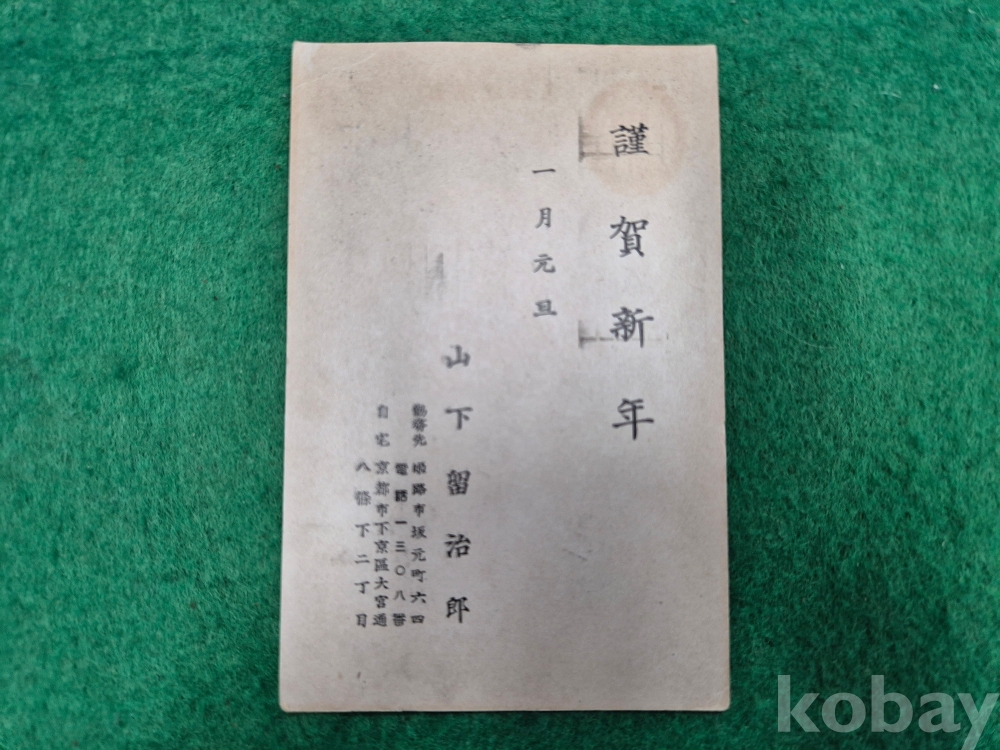 謹賀新年
一月元旦
山下留治郎
勤務先 姫路市坂元町六四
電話一三〇八番
自宅 京都市下京區大宮通
八條下二丁目
kobay